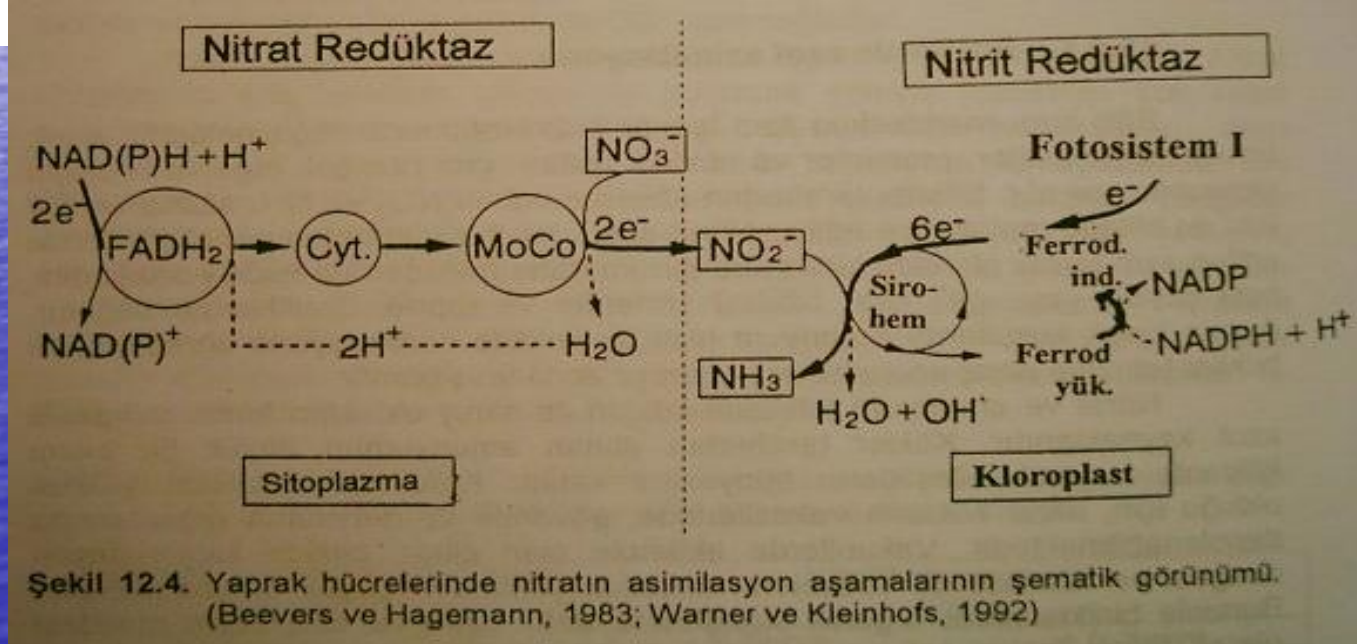 Nitrat Redüktaz
Nitrit Redüktaz
NAD(P)H + H⁺
2e⁻
FADH₂
Cyt.
MoCo
NO₃⁻
2e⁻
NAD(P)⁺
2H⁺
H₂O
Sitoplazma
Fotosistem I
e⁻
6e⁻
NO₂⁻
Ferrod.
ind.
Siro-
hem
NADP
NADPH + H⁺
Ferrod
yük.
NH₃
H₂O + OH⁻
Kloroplast
Şekil 12.4. Yaprak hücrelerinde nitratın asimilasyon aşamalarının şematik görünümü.
(Beevers ve Hagemann, 1983; Warner ve Kleinhofs, 1992)